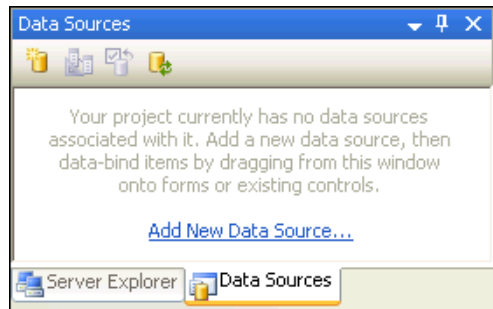 Data Sources
Your project currently has no data sources
associated with it. Add a new data source, then
data-bind items by dragging from this window
onto forms or existing controls.
Add New Data Source...
Server Explorer Data Sources